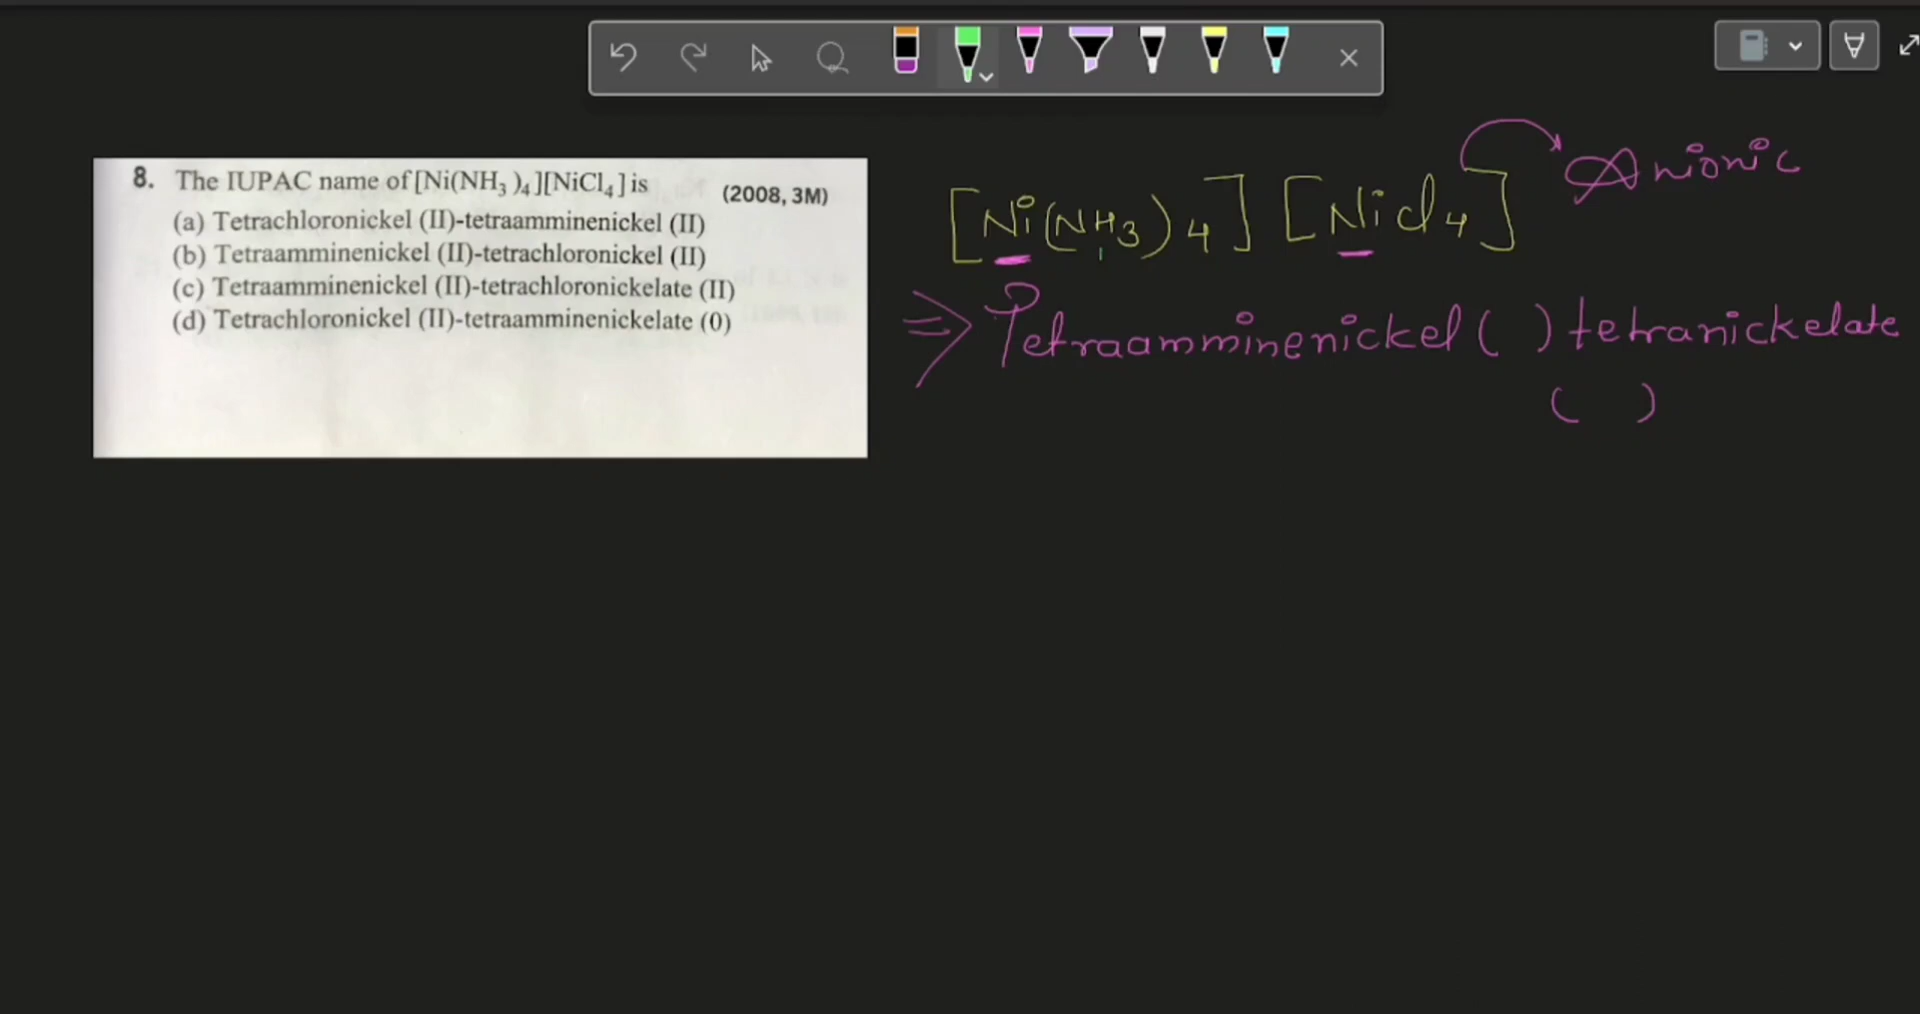 8. The IUPAC name of [Ni(NH₃)₄][NiCl₄] is (2008, 3M)
(a) Tetrachloronickel (II)-tetraamminenickel (II)
(b) Tetraamminenickel (II)-tetrachloronickel (II)
(c) Tetraamminenickel (II)-tetrachloronickelate (II)
(d) Tetrachloronickel (II)-tetraamminenickelate (0)
Anionic
[Ni(NH₃)₄] [NiCl₄]
⇒ Tetraamminenickel ( ) tetranickelate
( )